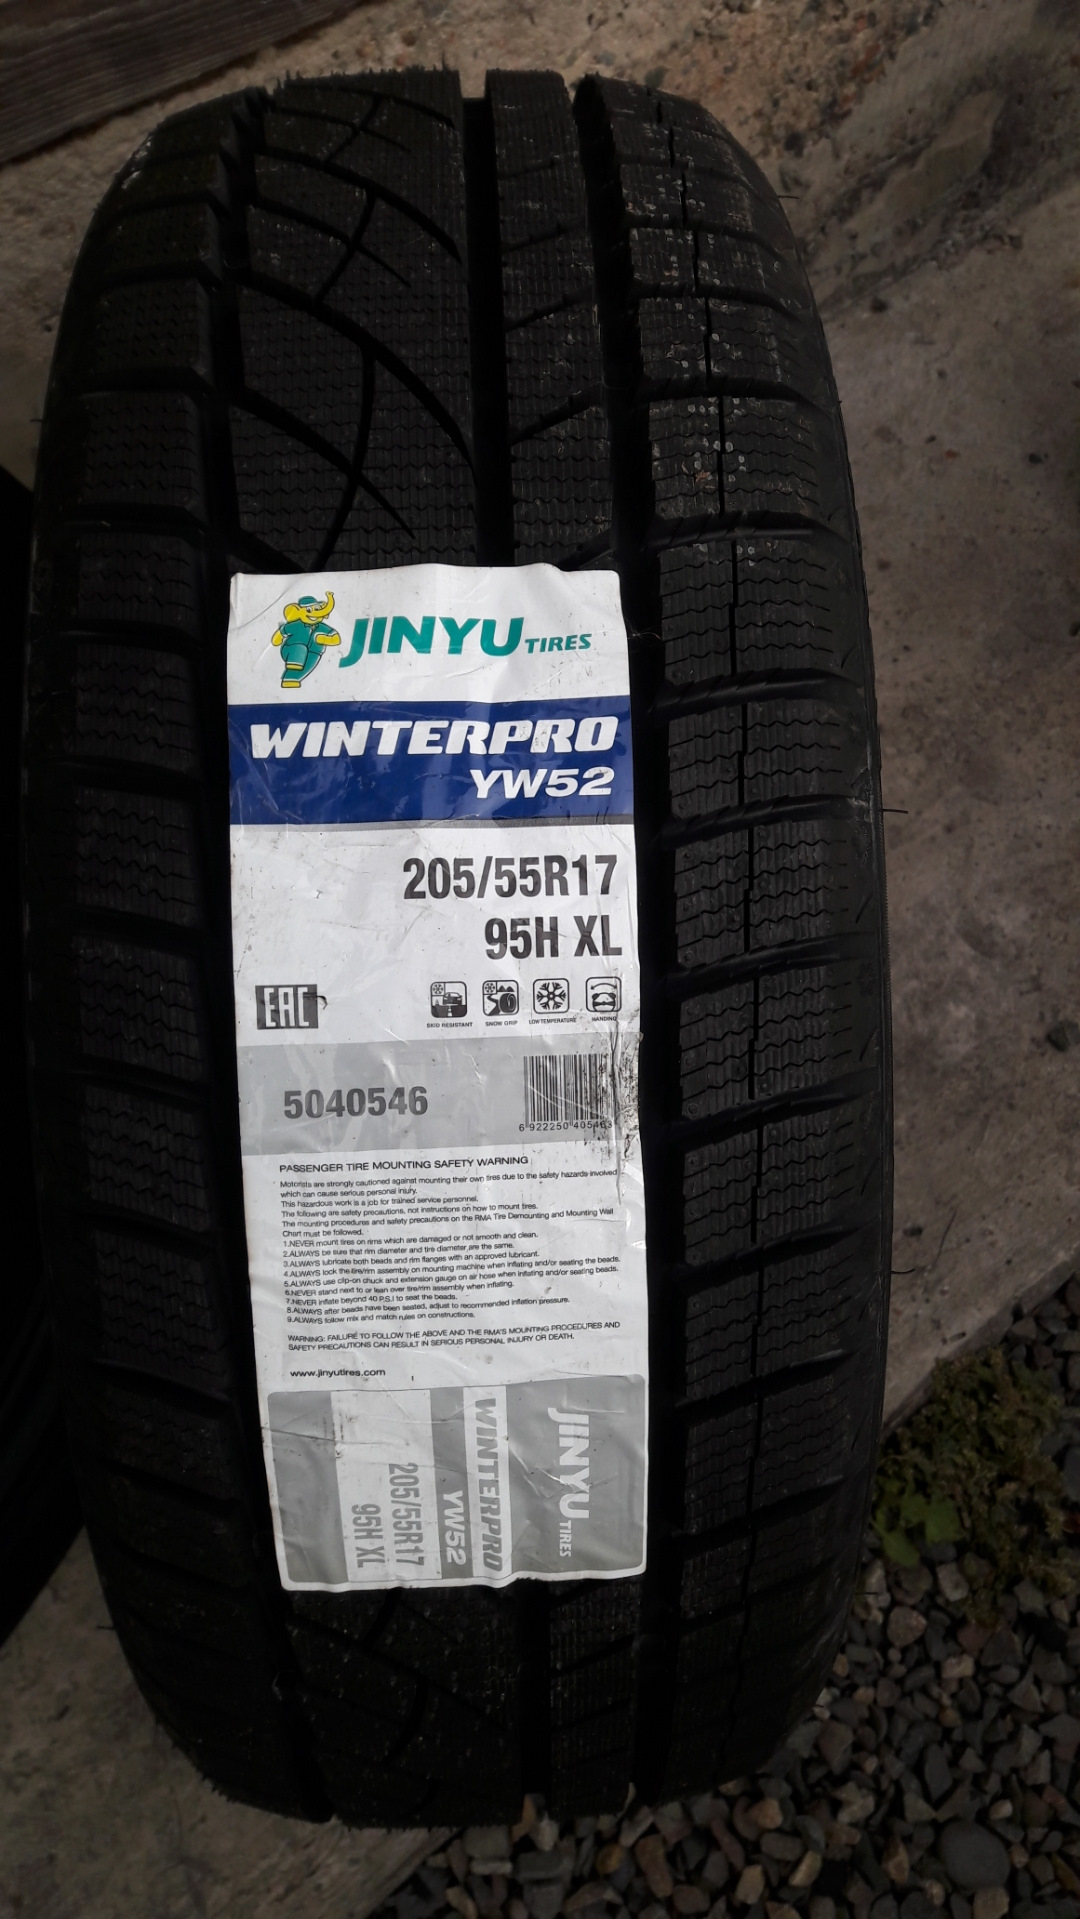 JINYU TIRES
WINTERPRO
YW52
205/55R17
95H XL
EAC
SKID RESISTANT SNOW GRIP LOW TEMPERATURE HANDING
5040546
6 922250 405463
PASSENGER TIRE MOUNTING SAFETY WARNING
Motorists are strongly cautioned against mounting their own tires due to the safety hazards involved
which can cause serious personal injury.
This hazardous work is a job for trained service personnel.
The following are safety precautions, not instructions on how to mount tires.
The mounting procedures and safety precautions on the RMA Tire Demounting and Mounting Wall
Chart must be followed.
1.NEVER mount tires on rims which are damaged or not smooth and clean.
2.ALWAYS be sure that rim diameter and tire diameter are the same.
3.ALWAYS lubricate both beads and rim flanges with an approved lubricant.
4.ALWAYS lock the tire/rim assembly on mounting machine when inflating and/or seating the beads.
5.ALWAYS use clip-on chuck and extension gauge on air hose when inflating and/or seating beads.
6.NEVER stand next to or lean over tire/rim assembly when inflating.
7.NEVER inflate beyond 40 P.S.I to seat the beads.
8.ALWAYS after beads have been seated, adjust to recommended inflation pressure.
9.ALWAYS follow mix and match rules on constructions.
WARNING: FAILURE TO FOLLOW THE ABOVE AND THE RMA'S MOUNTING PROCEDURES AND
SAFETY PRECAUTIONS CAN RESULT IN SERIOUS PERSONAL INJURY OR DEATH.
www.jinyutires.com
JINYU TIRES
WINTERPRO
YW52
205/55R17
95H XL